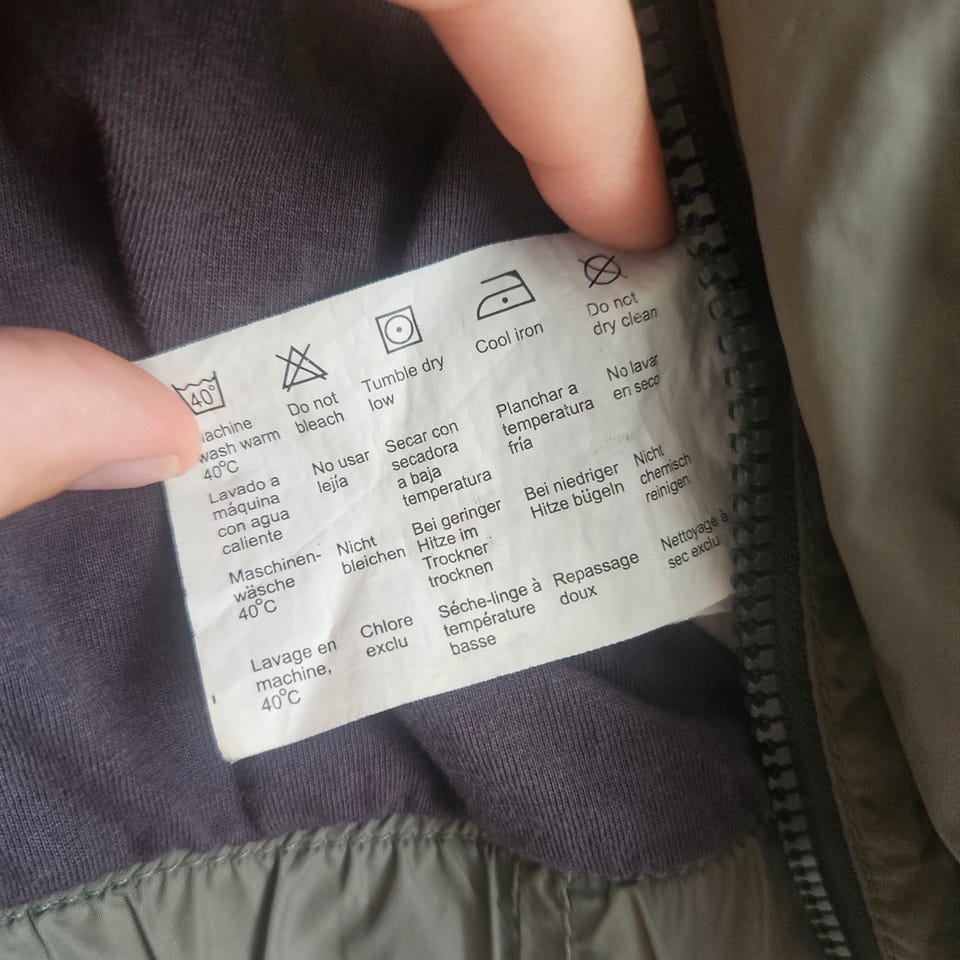 40°
Machine
wash warm
40°C
Do not
bleach
Tumble dry
low
Cool iron
Do not
dry clean
Lavado a
máquina
con agua
caliente
No usar
lejía
Secar con
secadora
a baja
temperatura
Planchar a
temperatura
fría
No lavar
en seco
Maschinen-
wäsche
40°C
Nicht
bleichen
Bei geringer
Hitze im
Trockner
trocknen
Bei niedriger
Hitze bügeln
Nicht
chemisch
reinigen
Lavage en
machine,
40°C
Chlore
exclu
Séche-linge à
température
basse
Repassage
doux
Nettoyage à
sec exclu